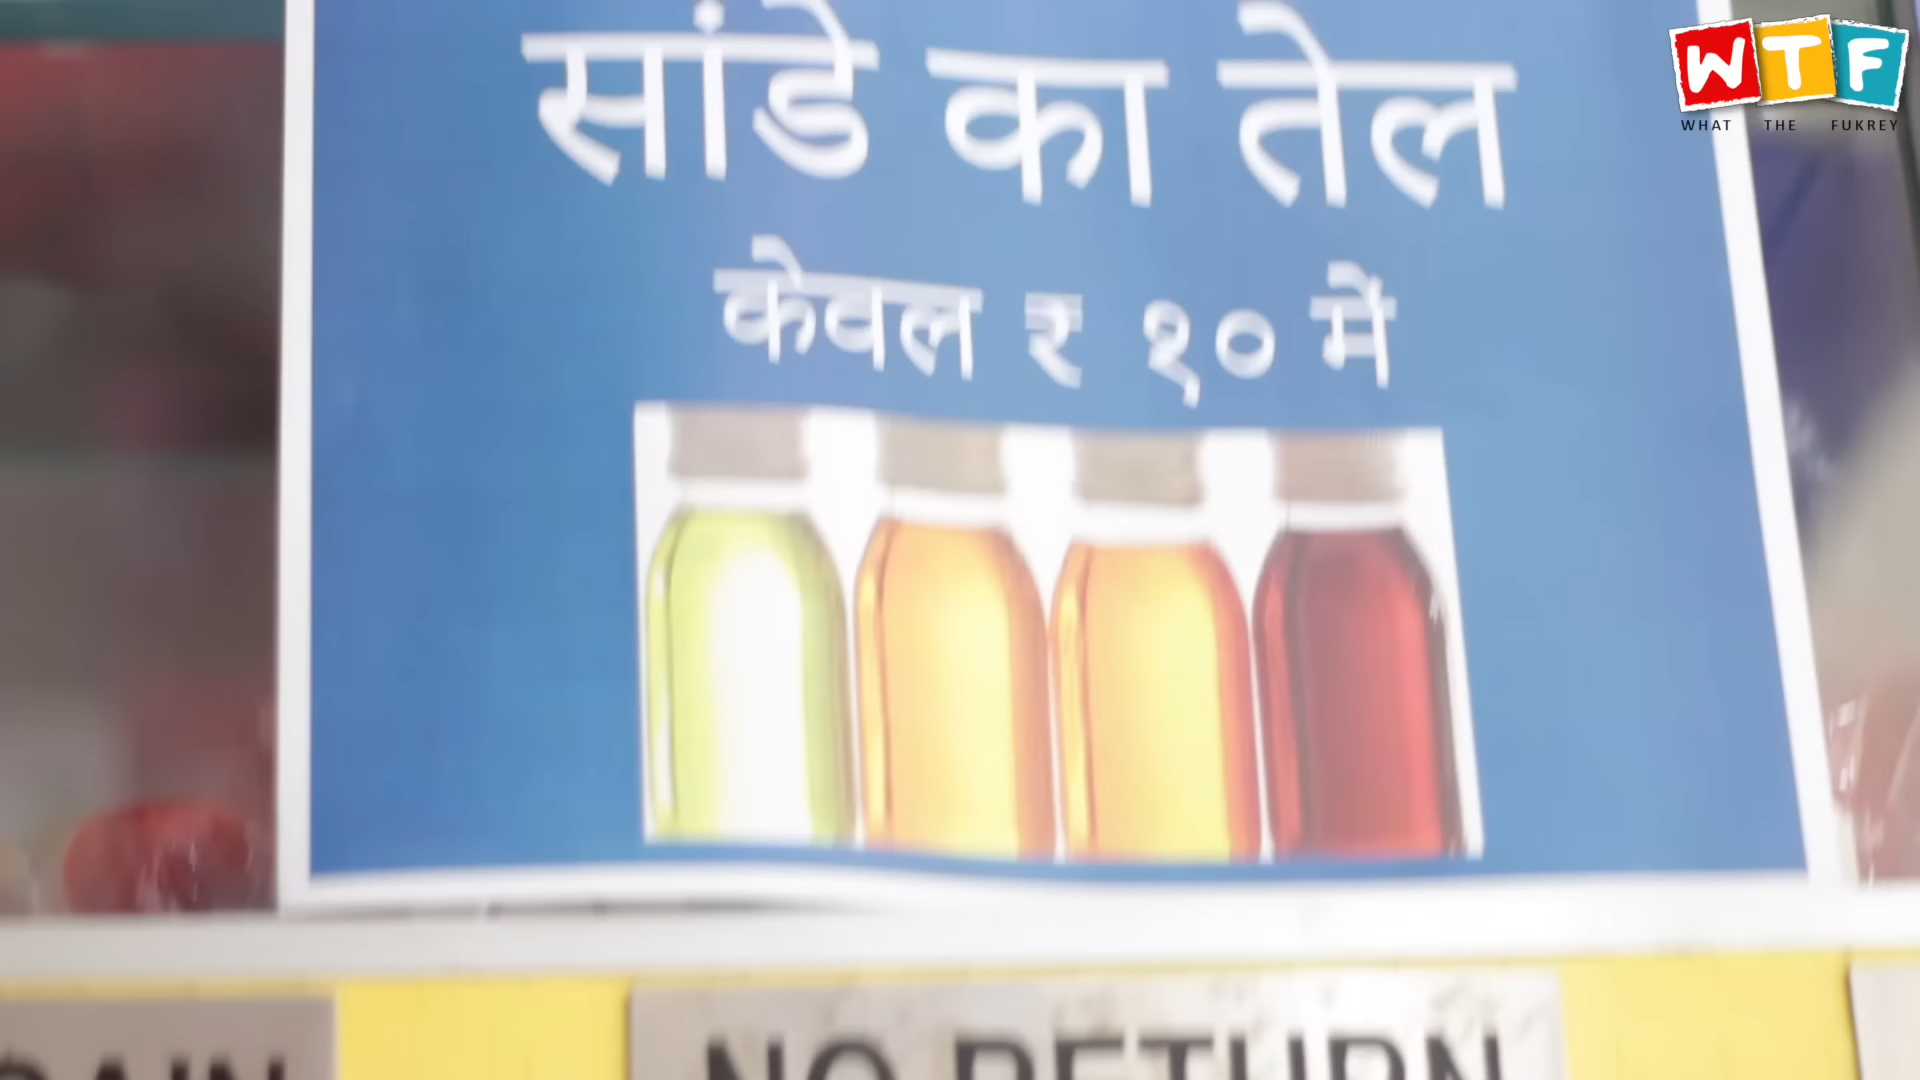 सांडे का तेल
केवल र १० में
WTF
WHAT THE FUKREY
NO RETURN